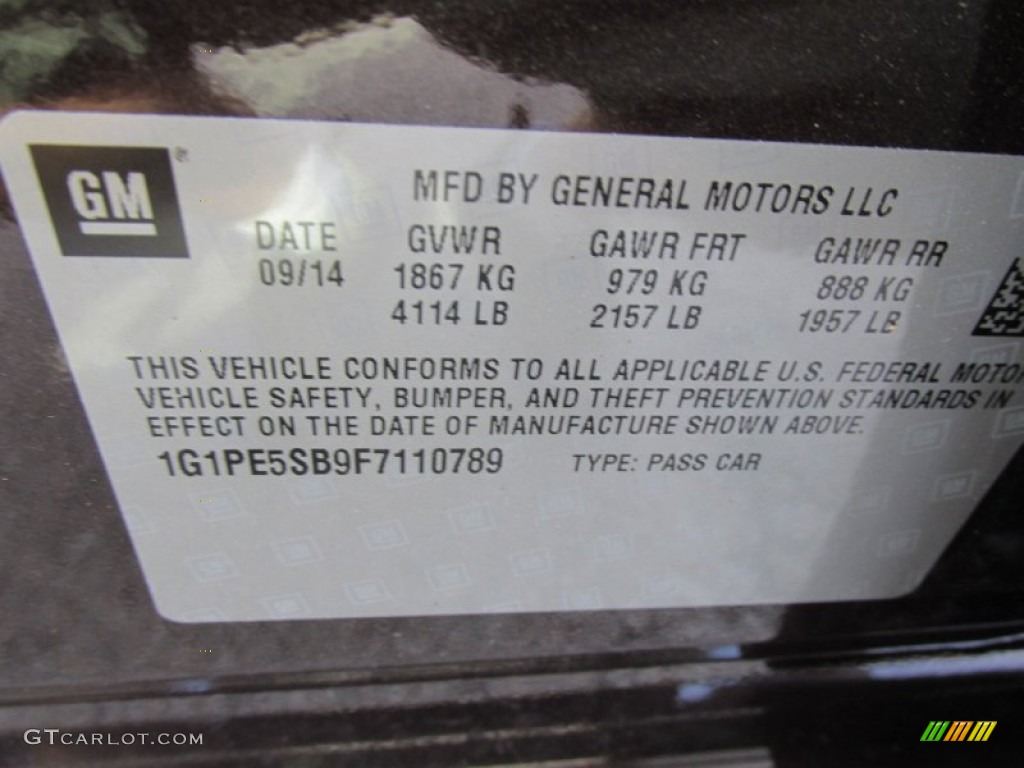 GM®
MFD BY GENERAL MOTORS LLC
DATE GVWR GAWR FRT GAWR RR
09/14 1867 KG 979 KG 888 KG
4114 LB 2157 LB 1957 LB
THIS VEHICLE CONFORMS TO ALL APPLICABLE U.S. FEDERAL MOTOR
VEHICLE SAFETY, BUMPER, AND THEFT PREVENTION STANDARDS IN
EFFECT ON THE DATE OF MANUFACTURE SHOWN ABOVE.
1G1PE5SB9F7110789 TYPE: PASS CAR
GTCARLOT.COM